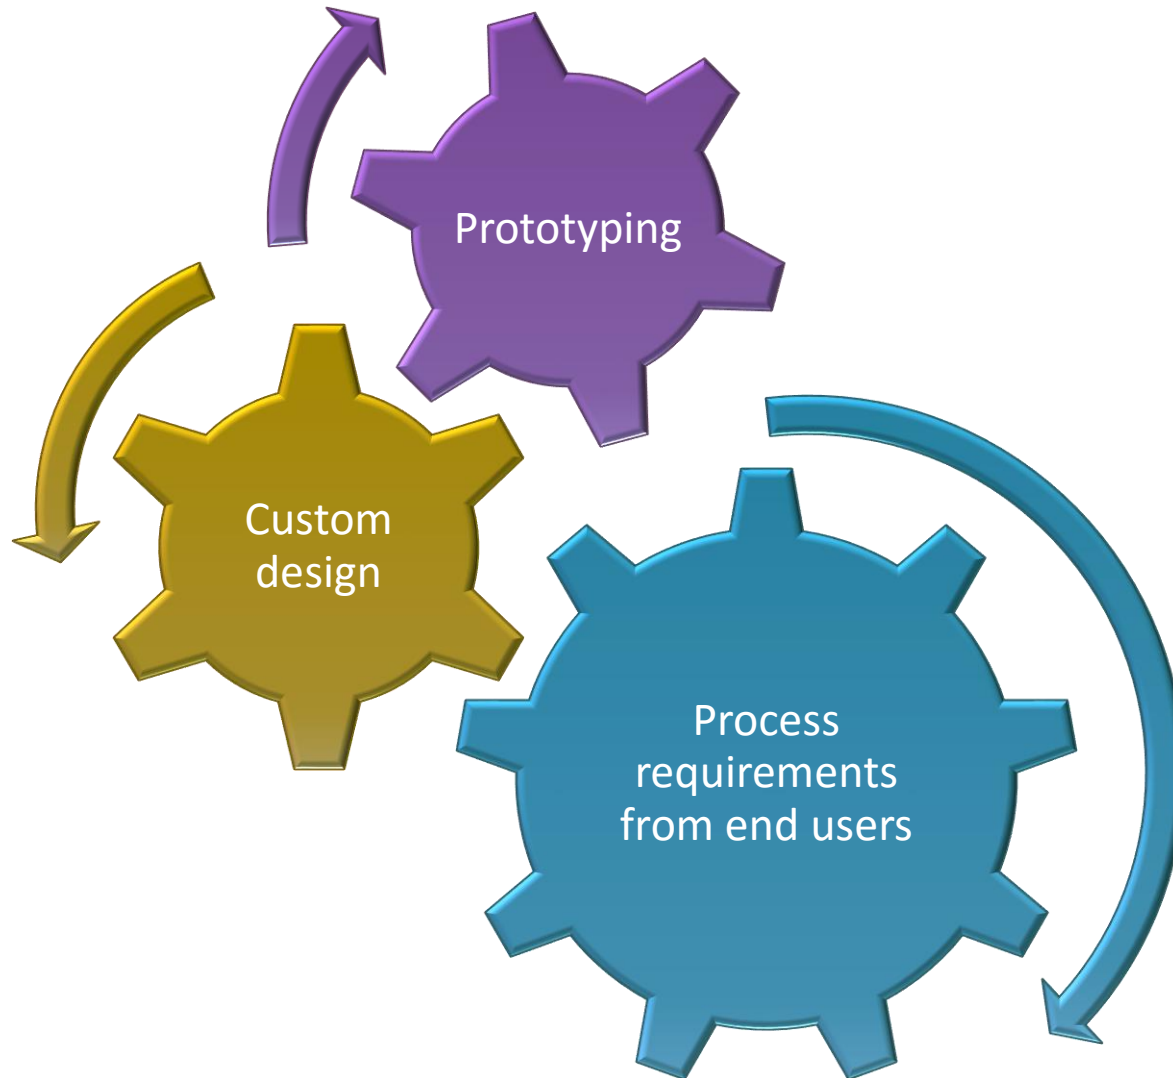 Prototyping
Custom
design
Process
requirements
from end users